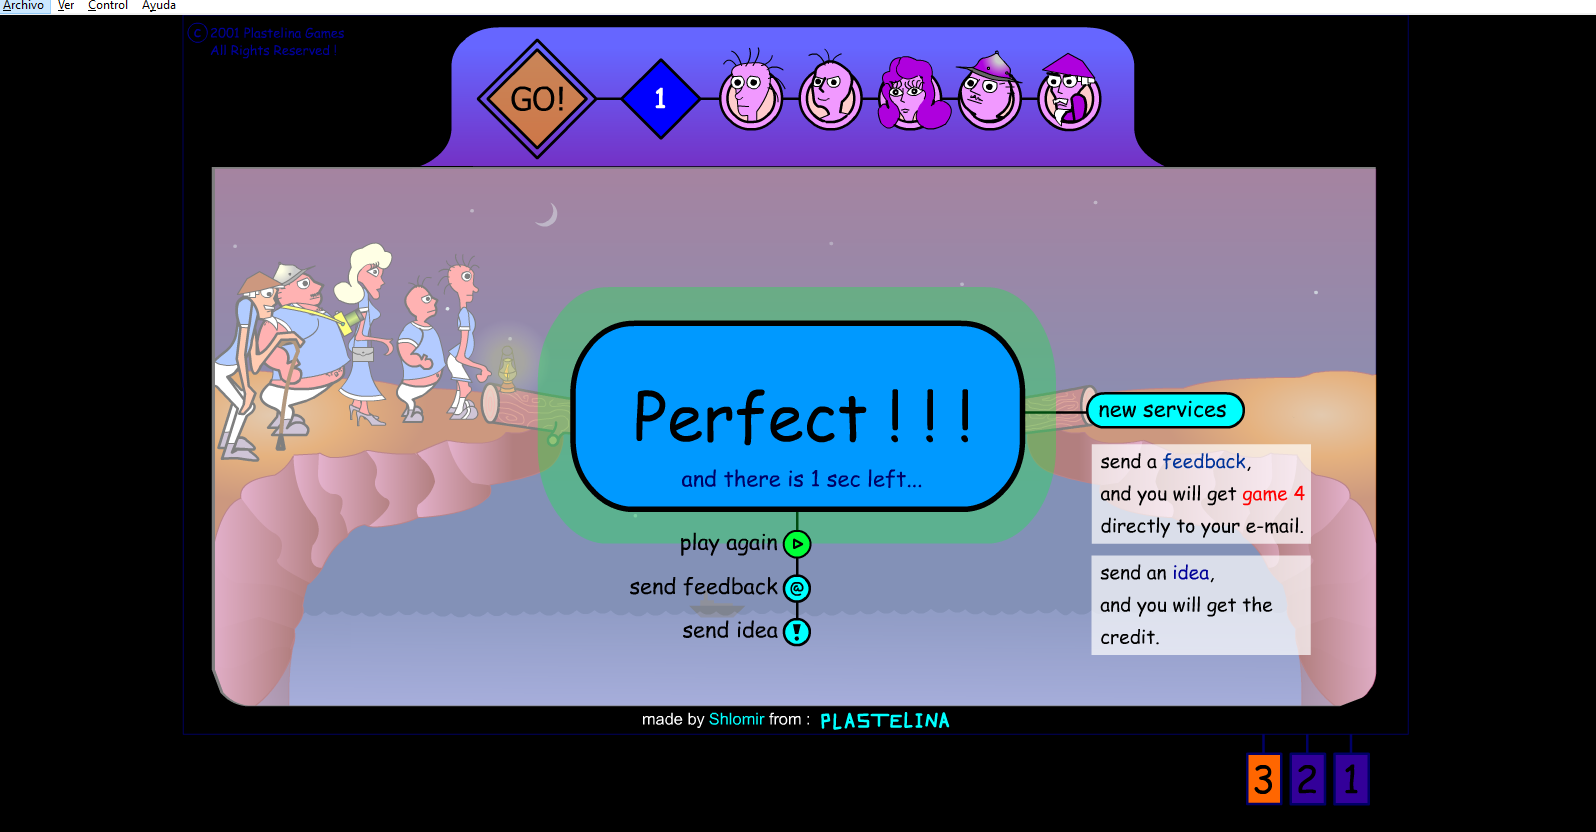 Archivo Ver Control Ayuda
© 2001 Plastelina Games
All Rights Reserved !
GO!
1
Perfect ! ! !
and there is 1 sec left...
new services
send a feedback,
and you will get game 4
directly to your e-mail.
send an idea,
and you will get the
credit.
play again
send feedback
@
send idea
!
made by Shlomir from : PLASTELINA
3 2 1